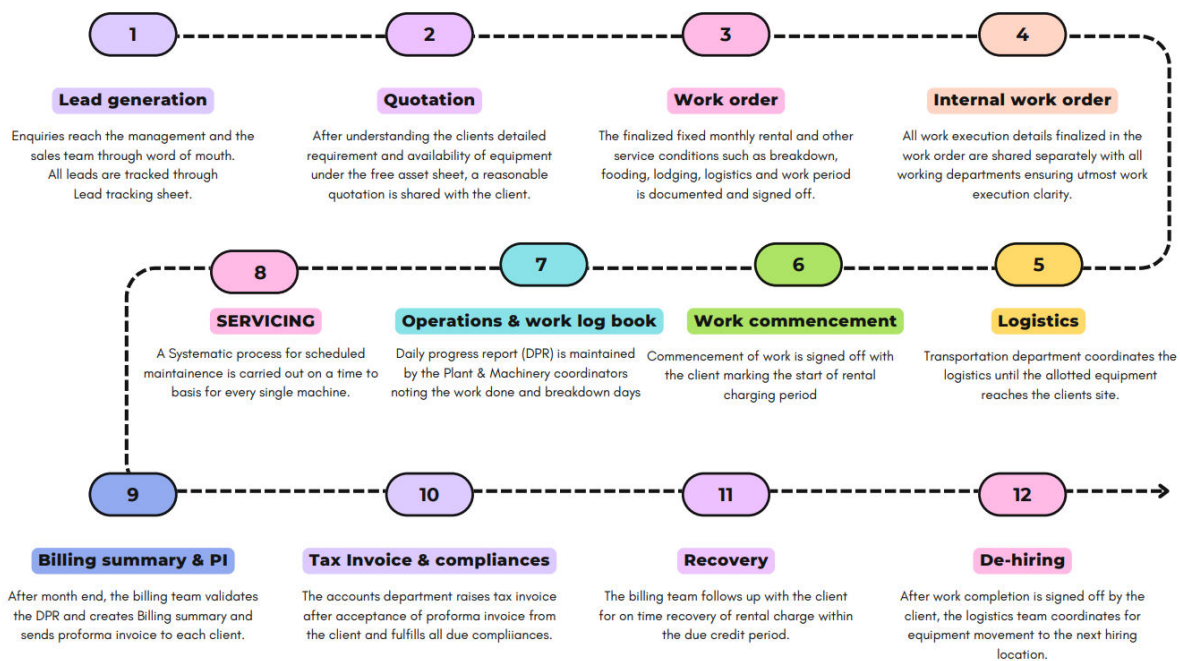 1
Lead generation
Enquiries reach the management and the
sales team through word of mouth.
All leads are tracked through
Lead tracking sheet.
2
Quotation
After understanding the clients detailed
requirement and availability of equipment
under the free asset sheet, a reasonable
quotation is shared with the client.
3
Work order
The finalized fixed monthly rental and other
service conditions such as breakdown,
fooding, lodging, logistics and work period
is documented and signed off.
4
Internal work order
All work execution details finalized in the
work order are shared separately with all
working departments ensuring utmost work
execution clarity.
5
Logistics
Transportation department coordinates the
logistics until the allotted equipment
reaches the clients site.
6
Work commencement
Commencement of work is signed off with
the client marking the start of rental
charging period
7
Operations & work log book
Daily progress report (DPR) is maintained
by the Plant & Machinery coordinators
noting the work done and breakdown days
8
SERVICING
A Systematic process for scheduled
maintainence is carried out on a time to
basis for every single machine.
9
Billing summary & PI
After month end, the billing team validates
the DPR and creates Billing summary and
sends proforma invoice to each client.
10
Tax Invoice & compliances
The accounts department raises tax invoice
after acceptance of proforma invoice from
the client and fulfills all due compliiances.
11
Recovery
The billing team follows up with the client
for on time recovery of rental charge within
the due credit period.
12
De-hiring
After work completion is signed off by the
client, the logistics team coordinates for
equipment movement to the next hiring
location.